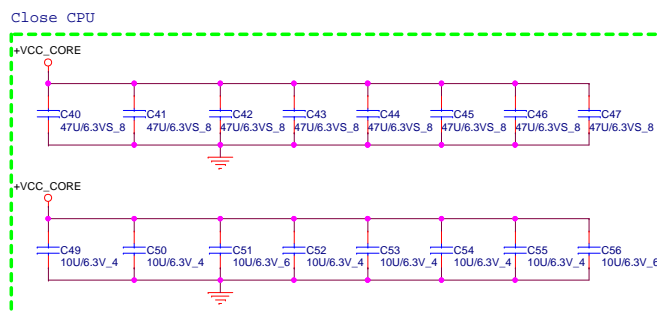 Close CPU
+VCC_CORE
C40 C41 C42 C43 C44 C45 C46 C47
47U/6.3VS_8 47U/6.3VS_8 47U/6.3VS_8 47U/6.3VS_8 47U/6.3VS_8 47U/6.3VS_8 47U/6.3VS_8 47U/6.3VS_8
+VCC_CORE
C49 C50 C51 C52 C53 C54 C55 C56
10U/6.3V_4 10U/6.3V_4 10U/6.3V_6 10U/6.3V_4 10U/6.3V_4 10U/6.3V_4 10U/6.3V_4 10U/6.3V_6